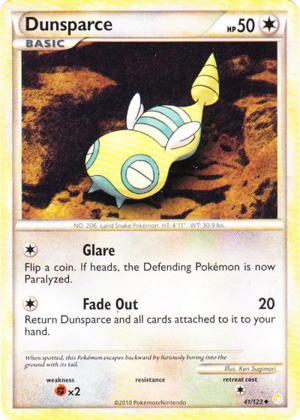 Dunsparce
HP 50
BASIC
NO. 206 Land Snake Pokémon HT: 4'11" WT: 30.9 lbs.
Glare
Flip a coin. If heads, the Defending Pokémon is now
Paralyzed.
Fade Out 20
Return Dunsparce and all cards attached to it to your
hand.
When spotted, this Pokémon escapes backward by furiously boring into the
ground with its tail.
Illus. Ken Sugimori
weakness resistance retreat cost
×2
©2010 Pokémon/Nintendo 41/123